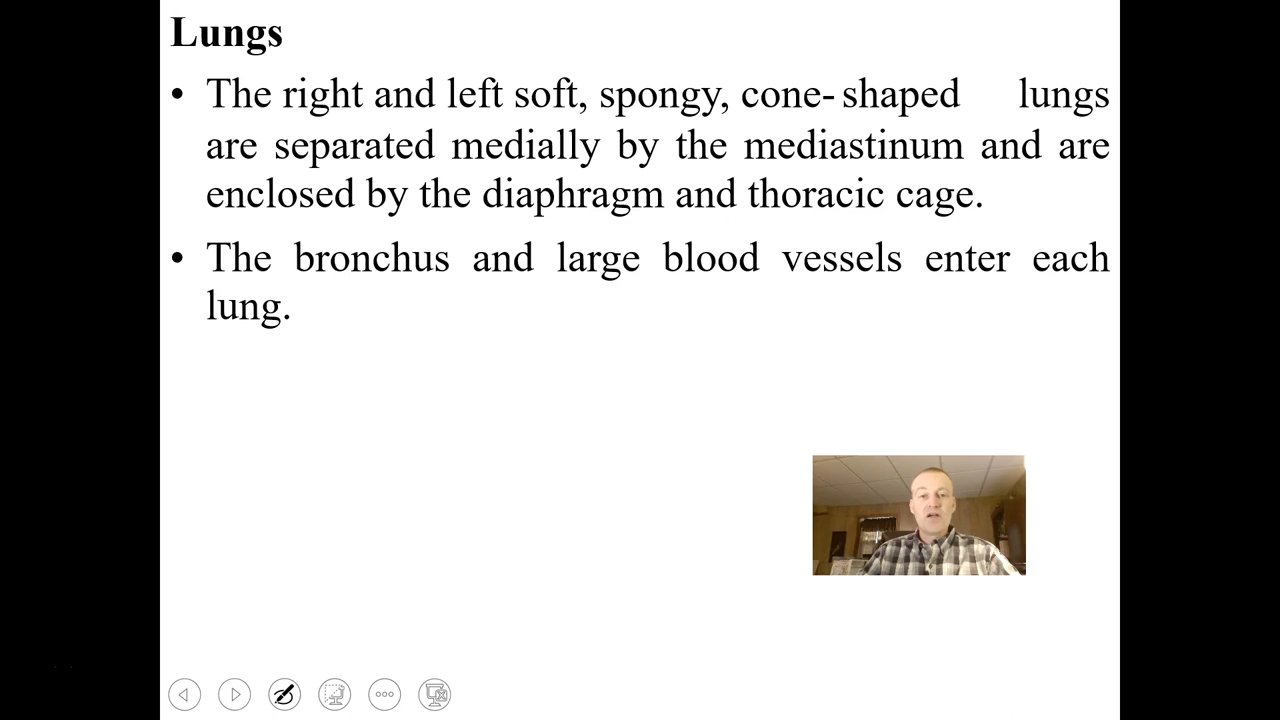 Lungs
• The right and left soft, spongy, cone- shaped lungs
are separated medially by the mediastinum and are
enclosed by the diaphragm and thoracic cage.
• The bronchus and large blood vessels enter each
lung.